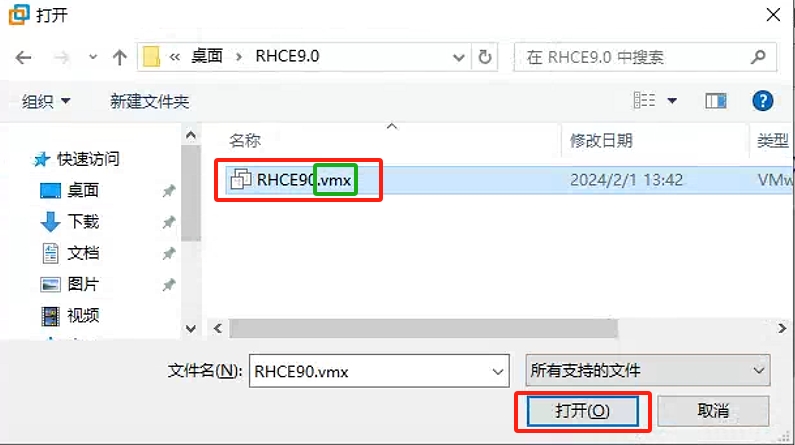 打开
« 桌面 › RHCE9.0
在 RHCE9.0 中搜索
组织 新建文件夹
名称 修改日期 类型
快速访问
RHCE90.vmx 2024/2/1 13:42 VMw
桌面
下载
文档
图片
视频
文件名(N): RHCE90.vmx 所有支持的文件
打开(O) 取消